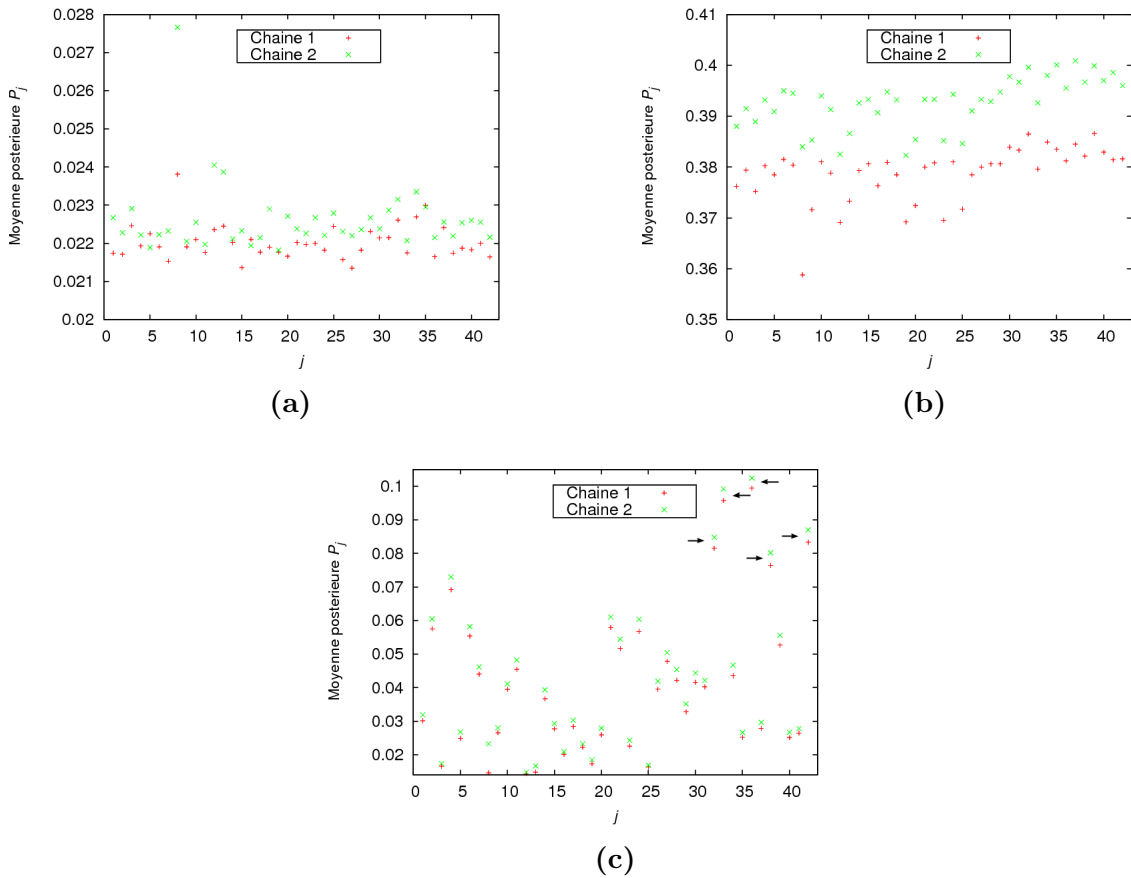 0.028
0.027
0.026
0.025
0.024
0.023
0.022
0.021
0.02
Moyenne posterieure P_j
Chaine 1
Chaine 2
0 5 10 15 20 25 30 35 40
j
(a)
0.41
0.4
0.39
0.38
0.37
0.36
0.35
Moyenne posterieure P_j
Chaine 1
Chaine 2
0 5 10 15 20 25 30 35 40
j
(b)
0.1
0.09
0.08
0.07
0.06
0.05
0.04
0.03
0.02
Moyenne posterieure P_j
Chaine 1
Chaine 2
0 5 10 15 20 25 30 35 40
j
(c)